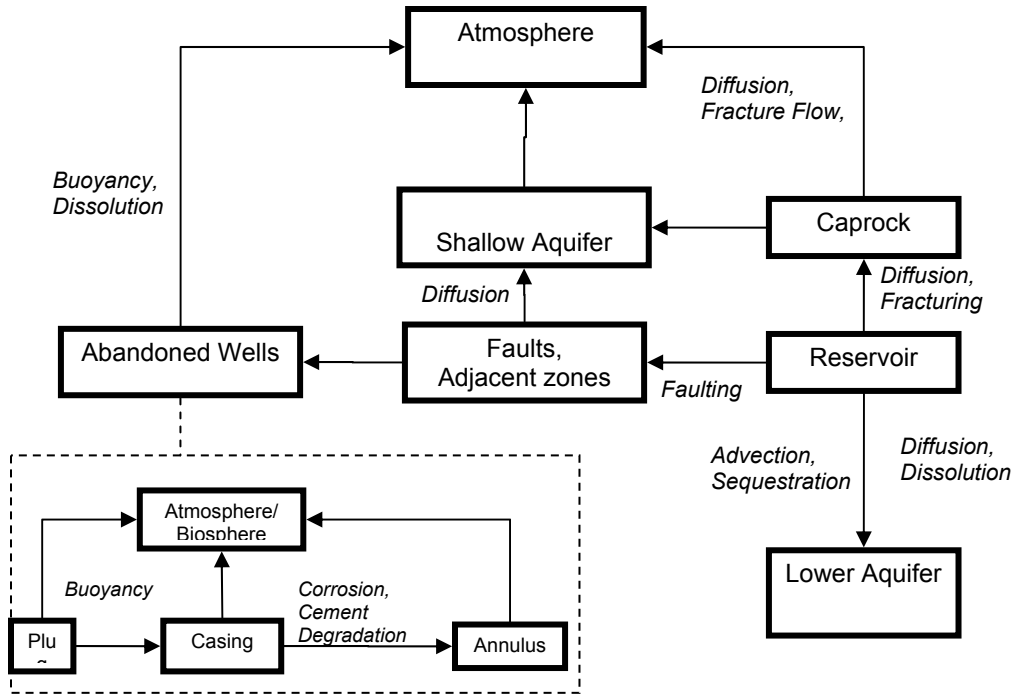 Atmosphere
Diffusion,
Fracture Flow,
Buoyancy,
Dissolution
Shallow Aquifer
Caprock
Diffusion
Diffusion,
Fracturing
Abandoned Wells
Faults,
Adjacent zones
Reservoir
Faulting
Advection,
Sequestration
Diffusion,
Dissolution
Atmosphere/
Biosphere
Lower Aquifer
Buoyancy
Corrosion,
Cement
Degradation
Plu
Casing
Annulus